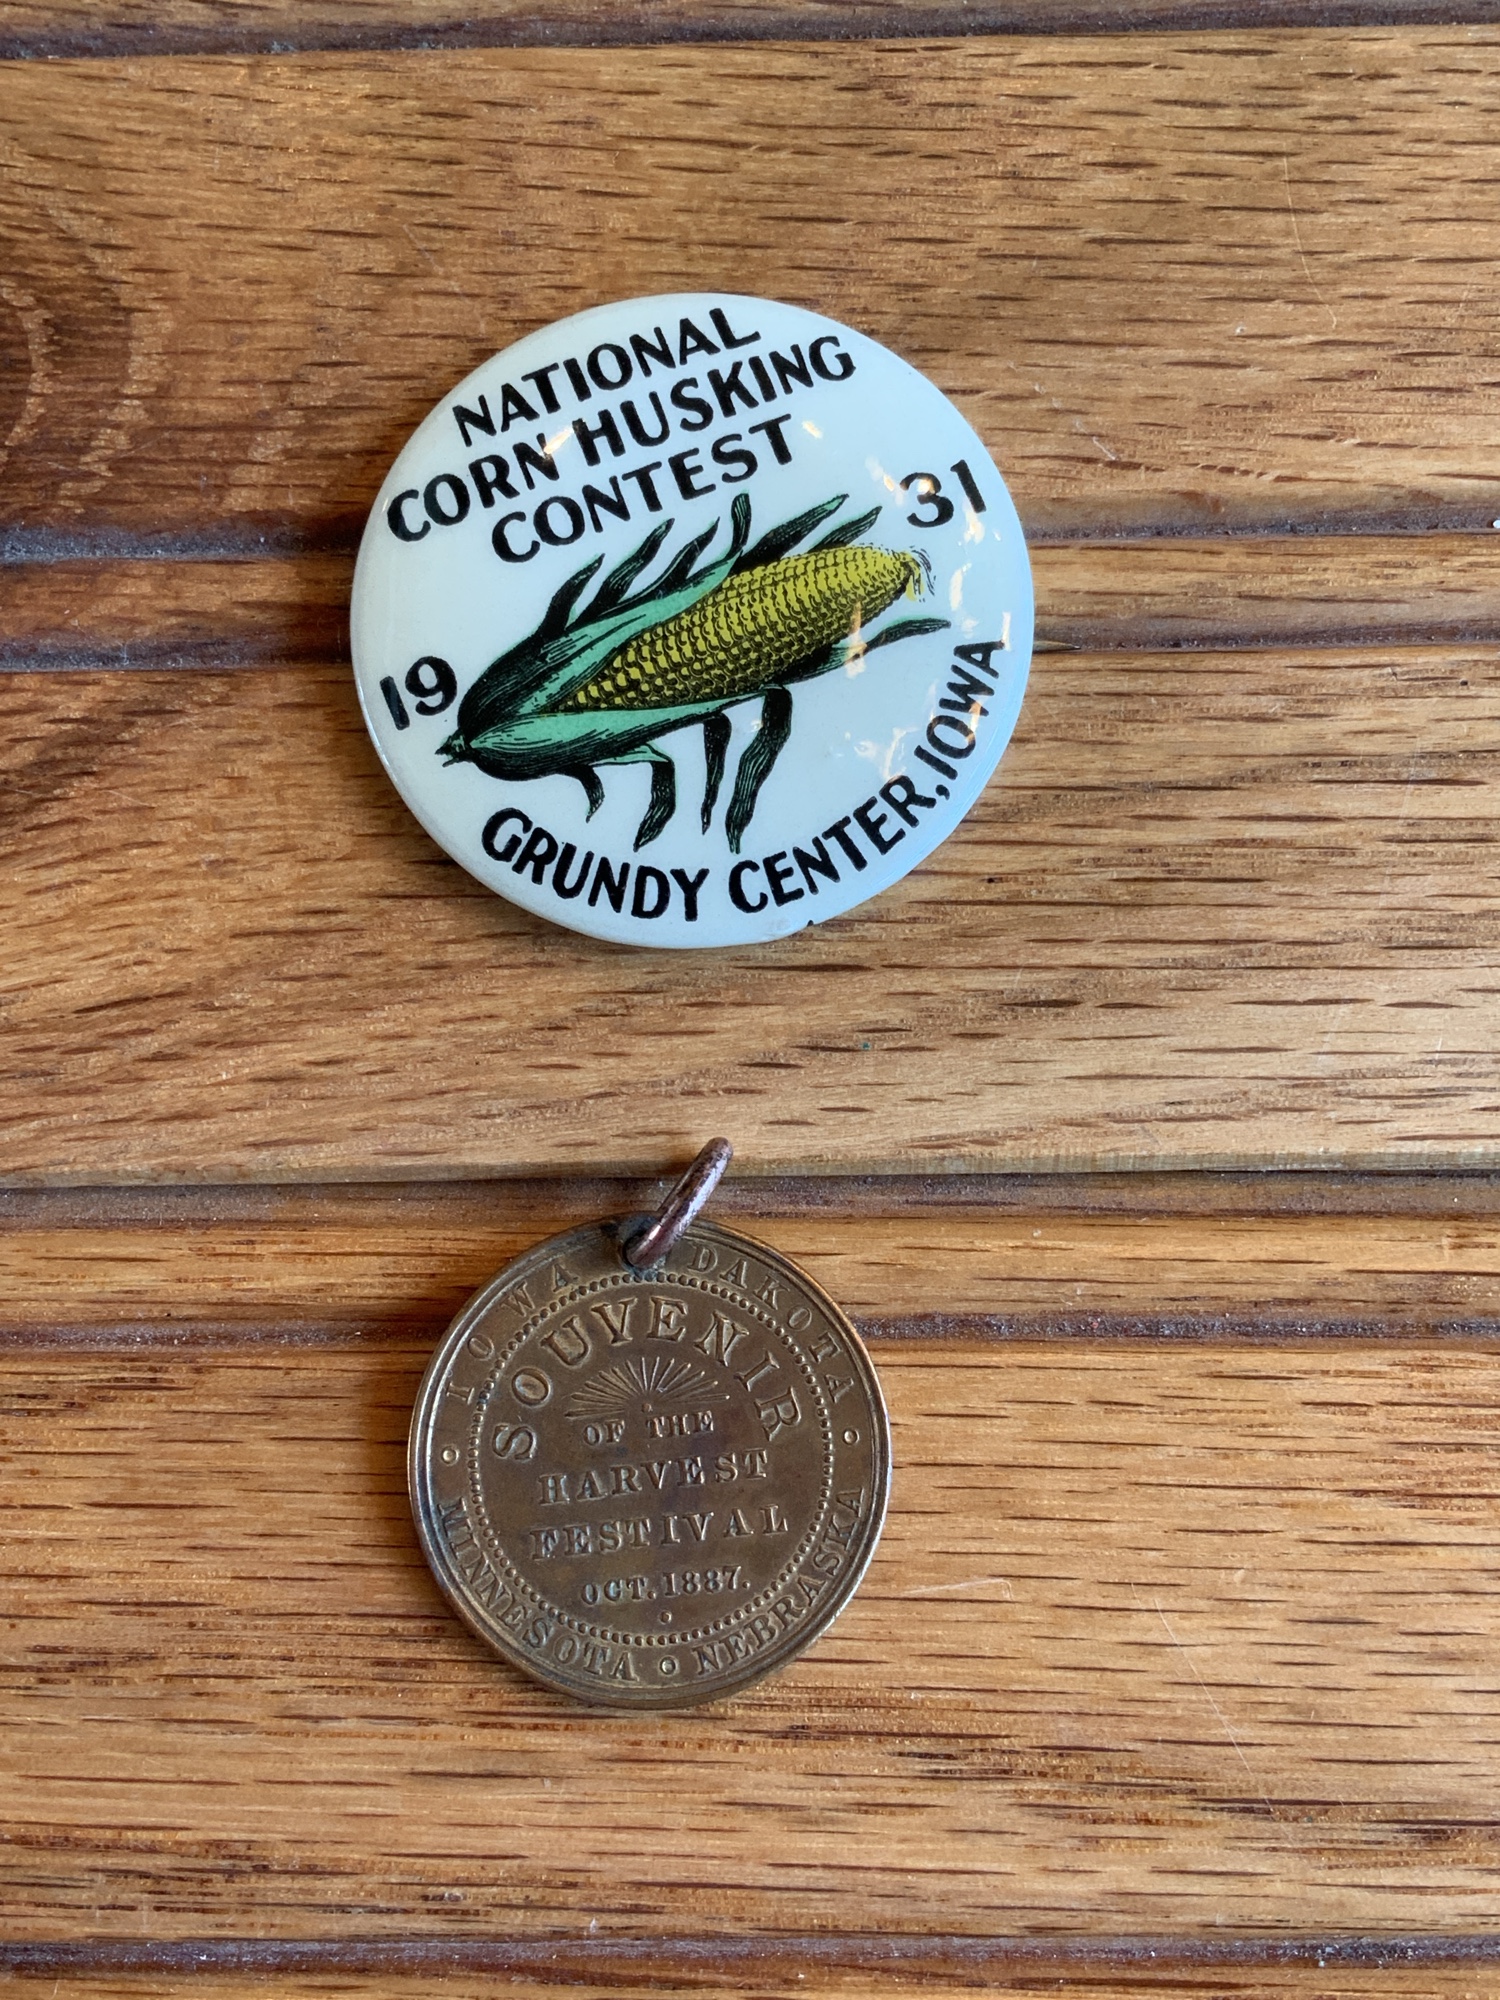 NATIONAL
CORN HUSKING
CONTEST
19 31
GRUNDY CENTER, IOWA
IOWA DAKOTA
SOUVENIR
OF THE
HARVEST
FESTIVAL
OCT. 1887.
MINNESOTA • NEBRASKA